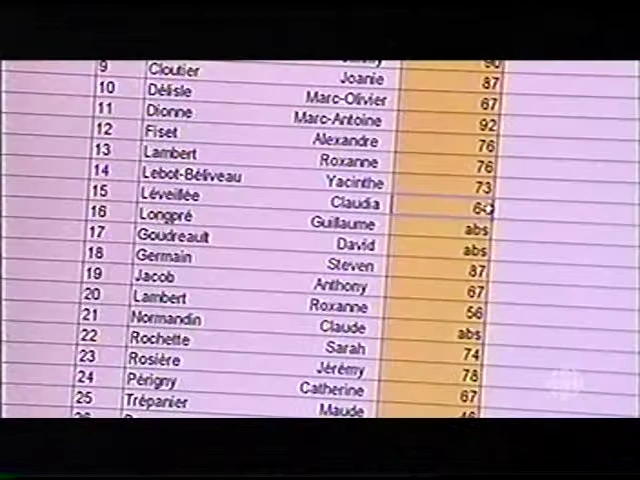 9 Cloutier Joanie 87
10 Délisle Marc-Olivier 67
11 Dionne Marc-Antoine 92
12 Fiset Alexandre 76
13 Lambert Roxanne 76
14 Lebot-Béliveau Yacinthe 73
15 Léveillée Claudia
16 Longpré Guillaume abs
17 Goudreault David abs
18 Germain Steven 87
19 Jacob Anthony 67
20 Lambert Roxanne 56
21 Normandin Claude abs
22 Rochette Sarah 74
23 Rosière Jérémy 78
24 Périgny Catherine 67
25 Trépanier Maude